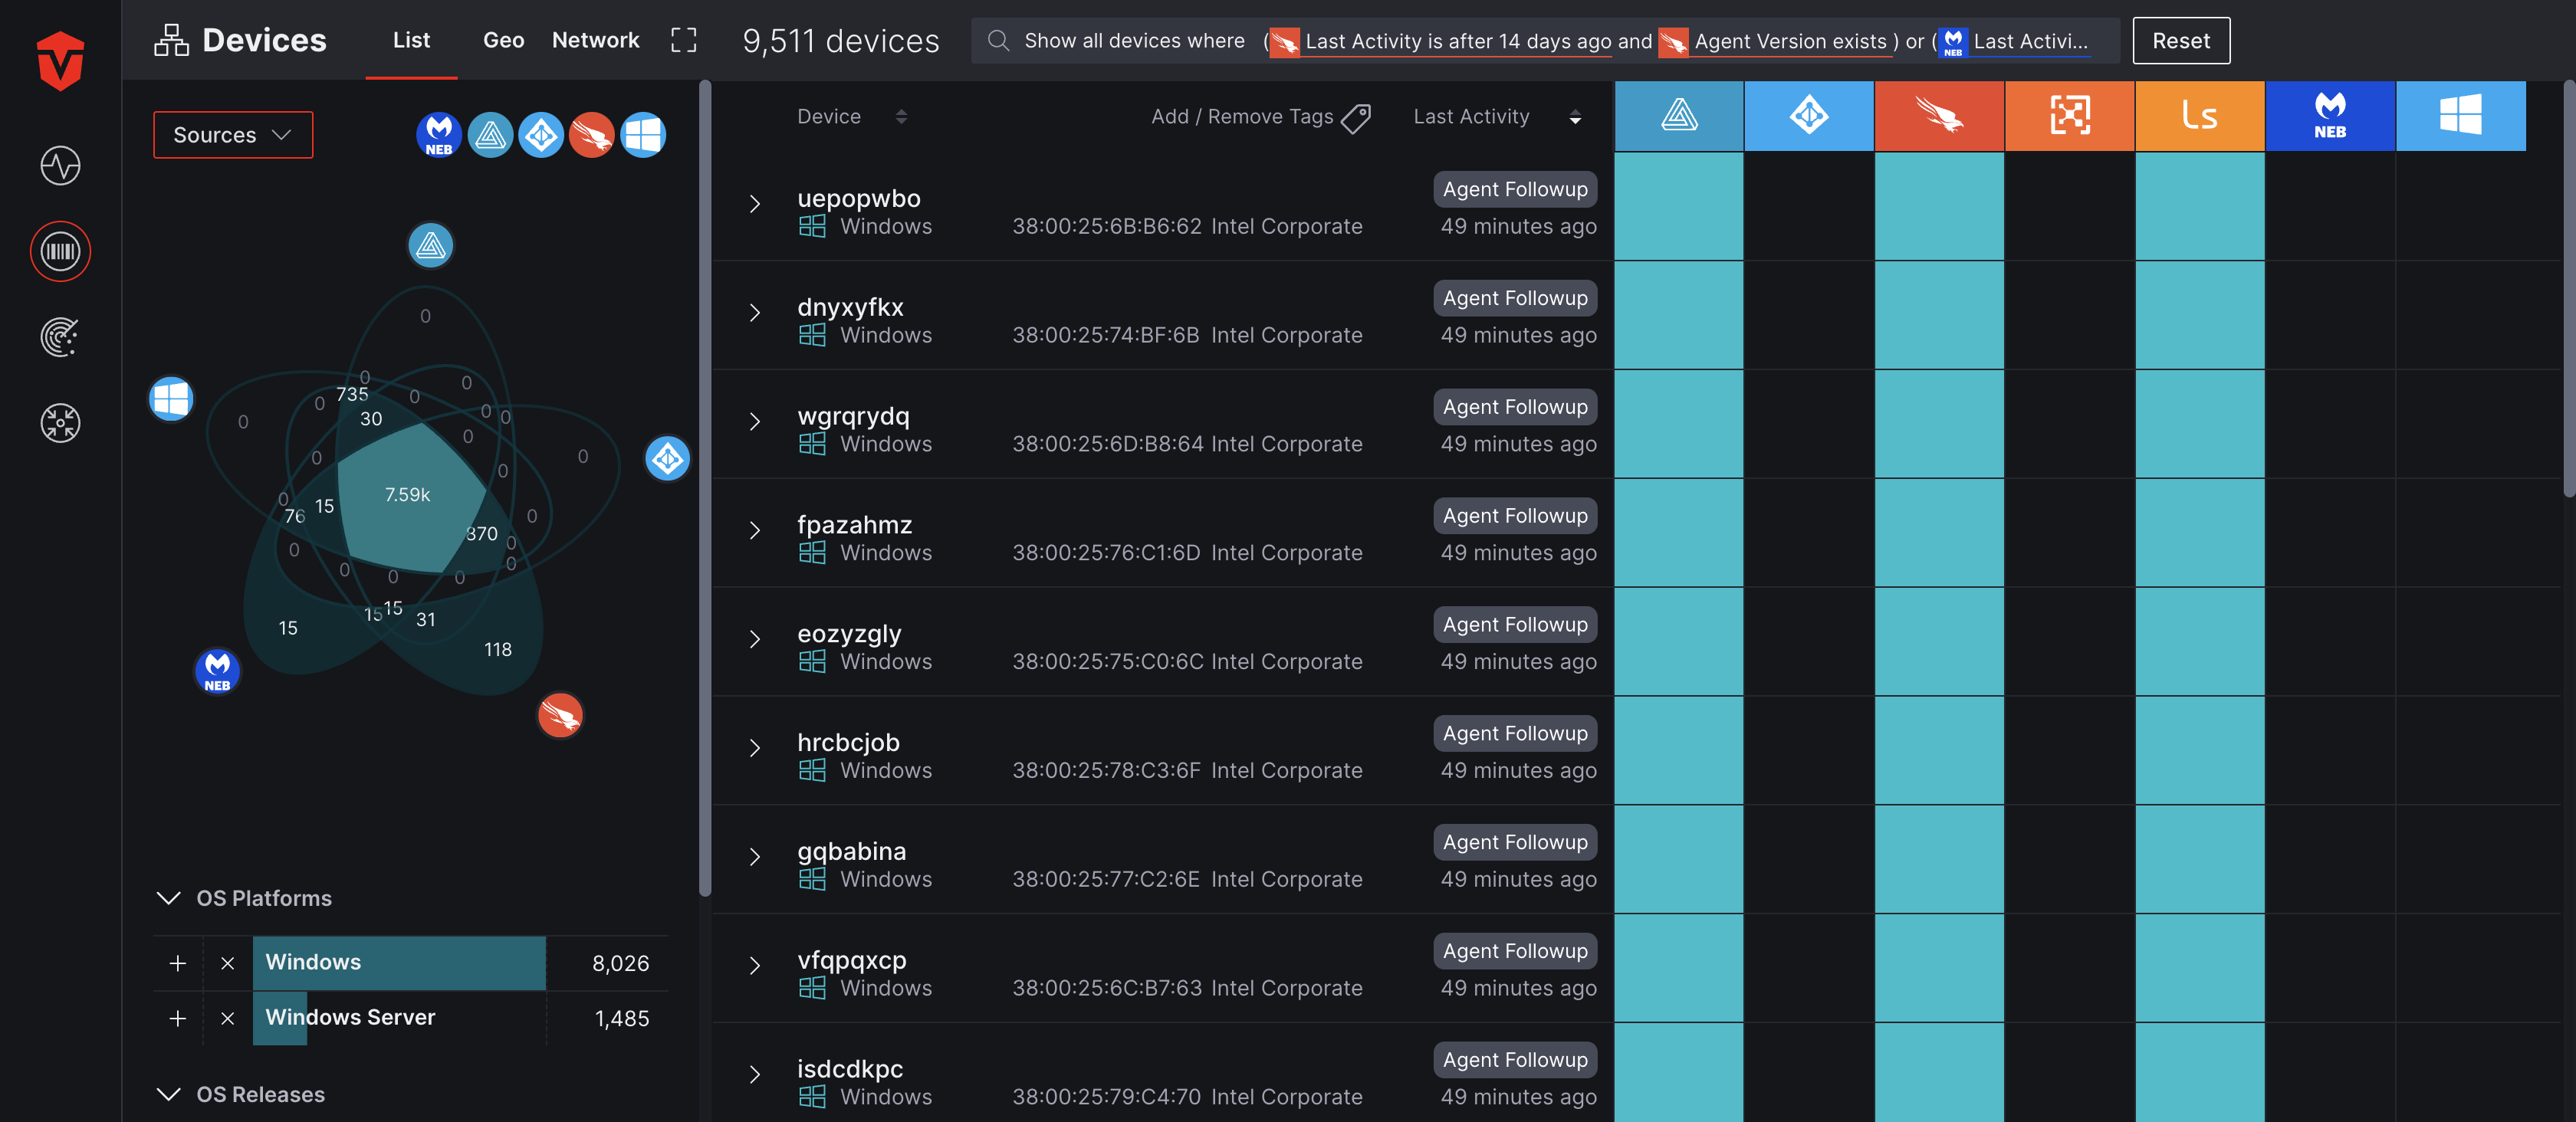 Devices
List
Geo
Network
9,511 devices
Show all devices where ( Last Activity is after 14 days ago and Agent Version exists ) or ( NEB Last Activi...
Reset
Sources
NEB
0
735
0
0
0
0
30
0
0
0
0
0
0
0
7.59k
0
76
15
0
870
0
0
0
0
0
0
15
15
31
15
118
NEB
OS Platforms
Windows 8,026
Windows Server 1,485
OS Releases
Device
Add / Remove Tags
Last Activity
Ls
NEB
uepopwbo
Agent Followup
Windows 38:00:25:6B:B6:62 Intel Corporate 49 minutes ago
dnyxyfkx
Agent Followup
Windows 38:00:25:74:BF:6B Intel Corporate 49 minutes ago
wgrqrydq
Agent Followup
Windows 38:00:25:6D:B8:64 Intel Corporate 49 minutes ago
fpazahmz
Agent Followup
Windows 38:00:25:76:C1:6D Intel Corporate 49 minutes ago
eozyzgly
Agent Followup
Windows 38:00:25:75:C0:6C Intel Corporate 49 minutes ago
hrcbcjob
Agent Followup
Windows 38:00:25:78:C3:6F Intel Corporate 49 minutes ago
gqbabina
Agent Followup
Windows 38:00:25:77:C2:6E Intel Corporate 49 minutes ago
vfqpqxcp
Agent Followup
Windows 38:00:25:6C:B7:63 Intel Corporate 49 minutes ago
isdcdkpc
Agent Followup
Windows 38:00:25:79:C4:70 Intel Corporate 49 minutes ago